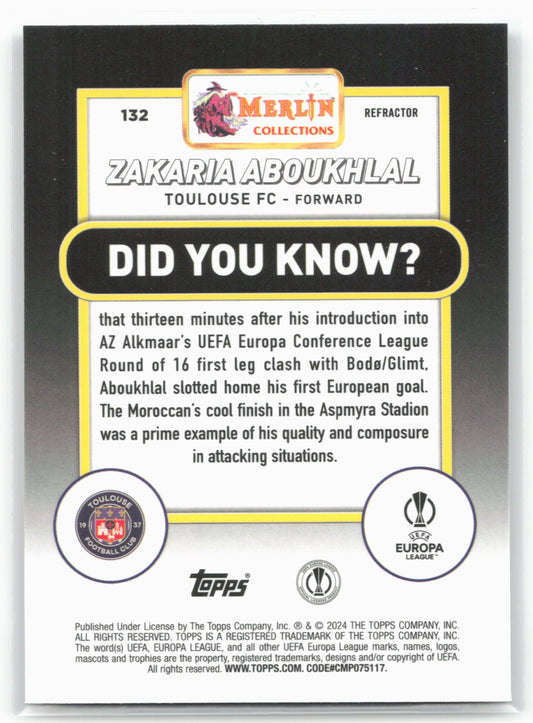 132
MERLIN
COLLECTIONS
REFRACTOR
ZAKARIA ABOUKHLAL
TOULOUSE FC - FORWARD
DID YOU KNOW?
that thirteen minutes after his introduction into
AZ Alkmaar's UEFA Europa Conference League
Round of 16 first leg clash with Bodø/Glimt,
Aboukhlal slotted home his first European goal.
The Moroccan's cool finish in the Aspmyra Stadion
was a prime example of his quality and composure
in attacking situations.
TOULOUSE
19 37
FOOTBALL CLUB
UEFA
EUROPA
LEAGUE™
TOPPS®
Published Under License by The Topps Company, Inc. ® & © 2024 THE TOPPS COMPANY, INC.
ALL RIGHTS RESERVED. TOPPS IS A REGISTERED TRADEMARK OF THE TOPPS COMPANY, INC.
The word(s) UEFA, EUROPA LEAGUE, and all other UEFA Europa League marks, names, logos,
mascots and trophies are the property, registered trademarks, designs and/or copyright of UEFA.
All rights reserved. WWW.TOPPS.COM. CODE#CMP075117.